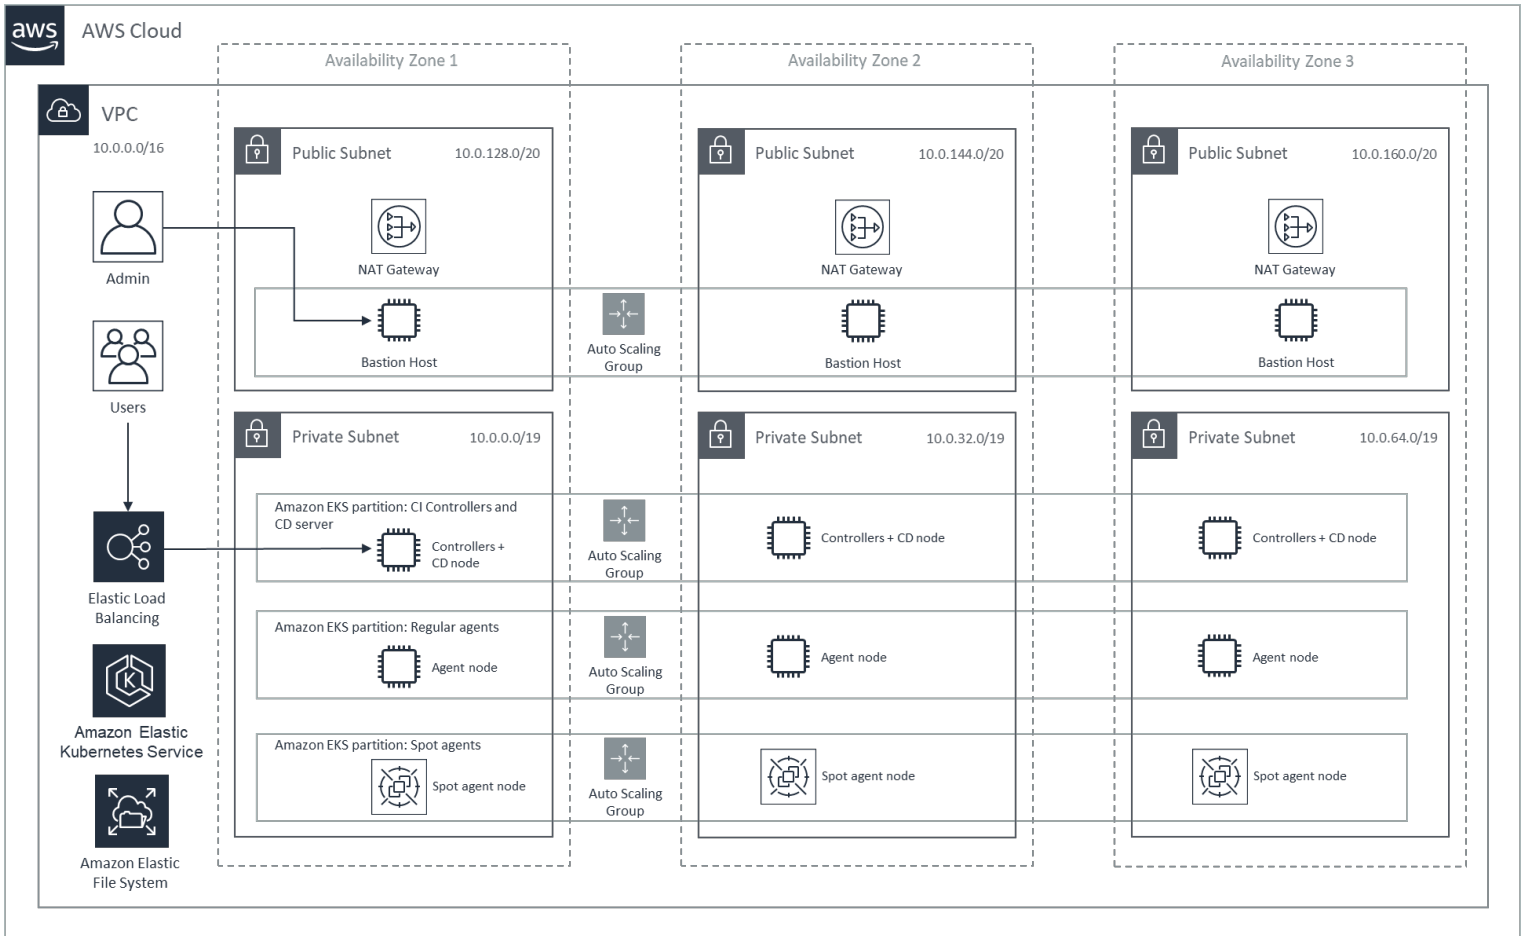 aws
AWS Cloud
Availability Zone 1
Availability Zone 2
Availability Zone 3
VPC
10.0.0.0/16
Public Subnet
10.0.128.0/20
Public Subnet
10.0.144.0/20
Public Subnet
10.0.160.0/20
Admin
NAT Gateway
NAT Gateway
NAT Gateway
Bastion Host
Auto Scaling
Group
Bastion Host
Bastion Host
Users
Private Subnet
10.0.0.0/19
Private Subnet
10.0.32.0/19
Private Subnet
10.0.64.0/19
Amazon EKS partition: CI Controllers and
CD server
Controllers +
CD node
Auto Scaling
Group
Controllers + CD node
Controllers + CD node
Elastic Load
Balancing
Amazon EKS partition: Regular agents
Agent node
Auto Scaling
Group
Agent node
Agent node
K
Amazon Elastic
Kubernetes Service
Amazon EKS partition: Spot agents
Spot agent node
Auto Scaling
Group
Spot agent node
Spot agent node
Amazon Elastic
File System